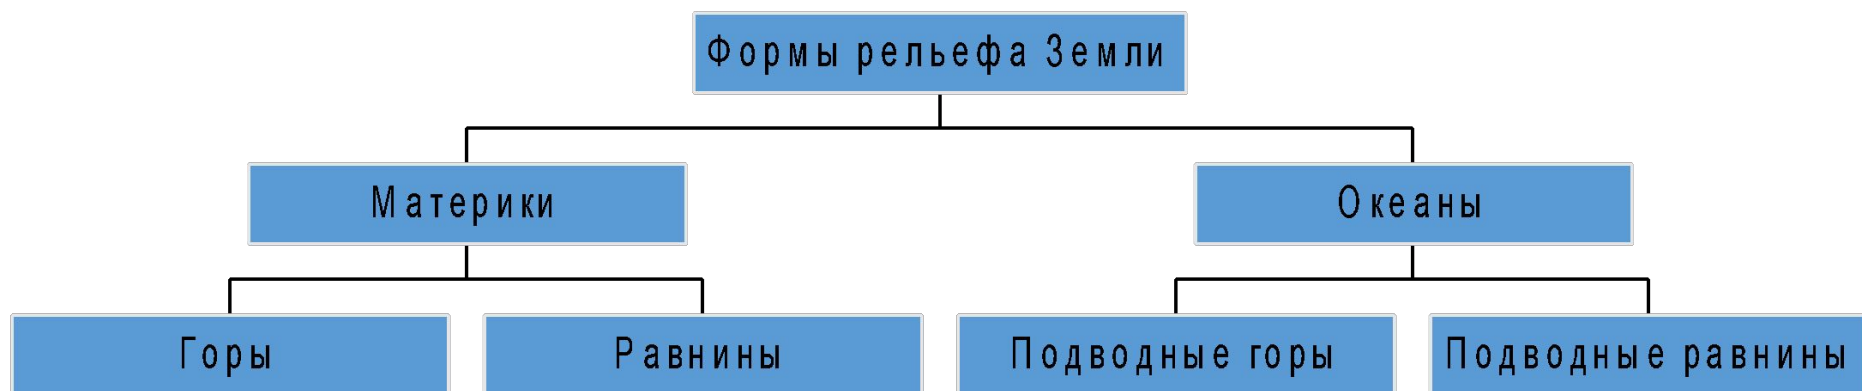 Формы рельефа Земли
Материки
Океаны
Горы
Равнины
Подводные горы
Подводные равнины